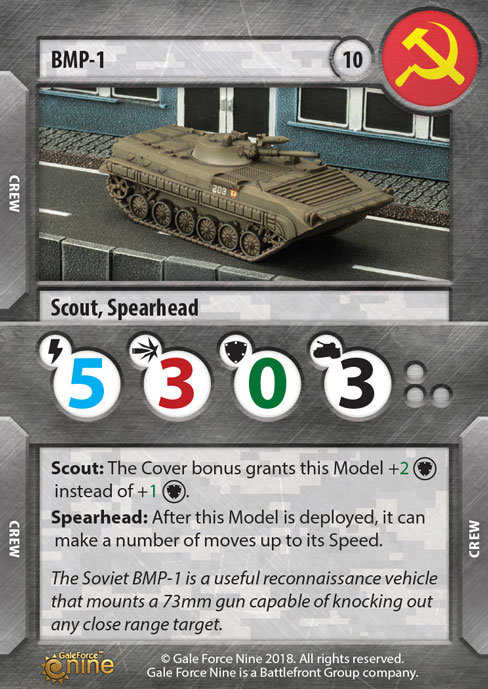 BMP-1
10
203
CREW
Scout, Spearhead
5 3 0 3
Scout: The Cover bonus grants this Model +2
instead of +1 .
Spearhead: After this Model is deployed, it can
make a number of moves up to its Speed.
The Soviet BMP-1 is a useful reconnaissance vehicle
that mounts a 73mm gun capable of knocking out
any close range target.
CREW
CREW
GaleForce™
nine
© Gale Force Nine 2018. All rights reserved.
Gale Force Nine is a Battlefront Group company.